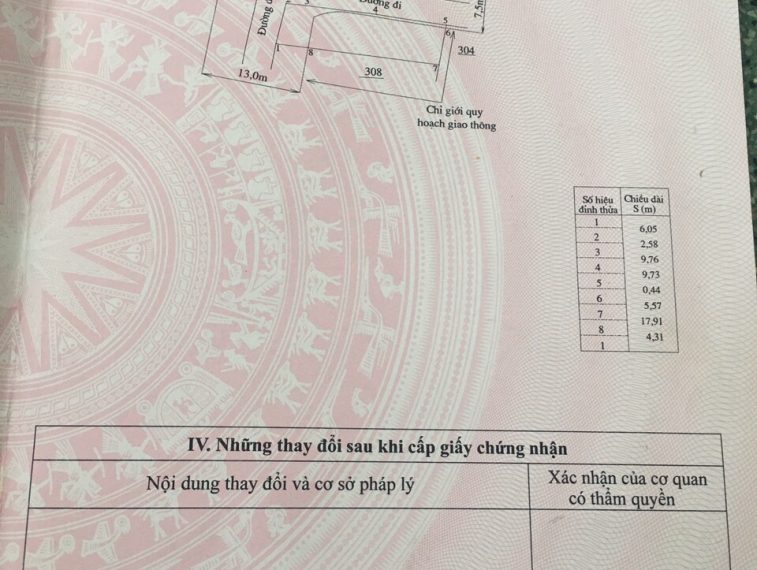 Đường đi
4
5
7,5m
Đường
3
6
304
1
8
7
13,0m
308
Chỉ giới quy
hoạch giao thông
Số hiệu đỉnh thửa Chiều dài S (m)
1
6,05
2
2,58
3
9,76
4
9,73
5
0,44
6
5,57
7
17,91
8
4,31
1
IV. Những thay đổi sau khi cấp giấy chứng nhận
Nội dung thay đổi và cơ sở pháp lý
Xác nhận của cơ quan
có thẩm quyền